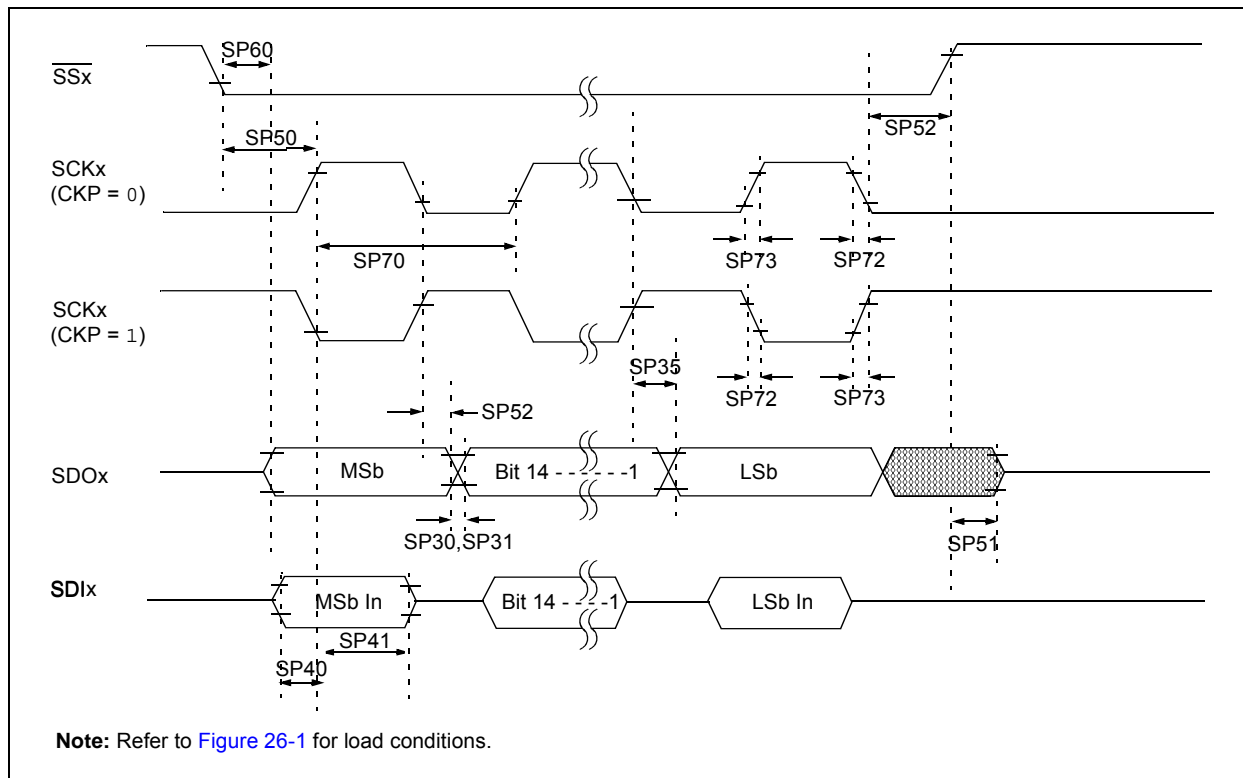 SP60
SSx
SP50
SP52
SCKx
(CKP = 0)
SP70
SP73
SP72
SCKx
(CKP = 1)
SP35
SP72
SP73
SP52
SDOx
MSb
Bit 14 - - - - - -1
LSb
SP30,SP31
SP51
SDIx
MSb In
Bit 14 - - - -1
LSb In
SP41
SP40
Note: Refer to Figure 26-1 for load conditions.